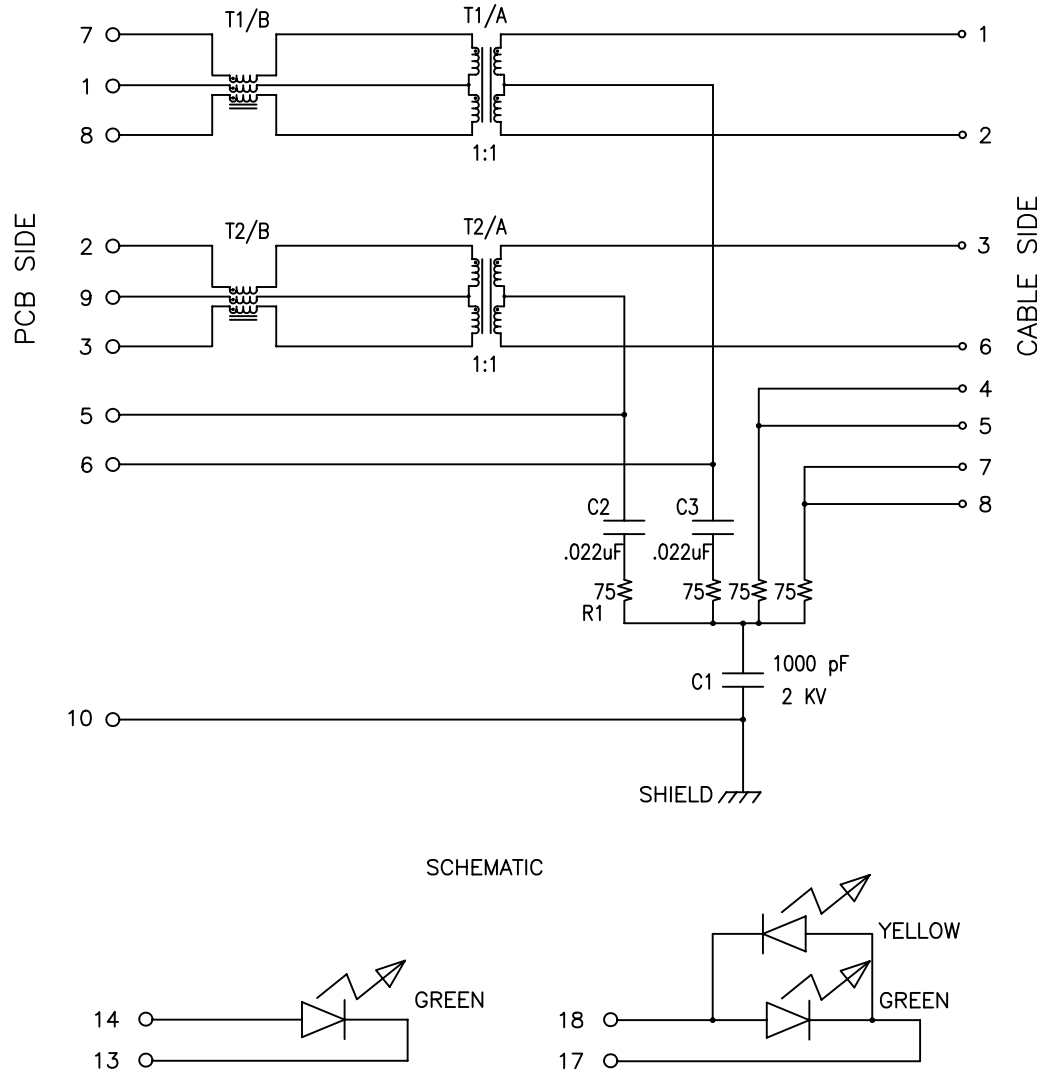 T1/B
T1/A
7
1
1
8
2
1:1
PCB SIDE
CABLE SIDE
T2/B
T2/A
2
3
9
3
6
1:1
4
5
5
6
7
8
C2
C3
.022uF
.022uF
75
75
75
75
R1
1000 pF
C1
2 KV
10
SHIELD
SCHEMATIC
YELLOW
GREEN
GREEN
14
18
13
17